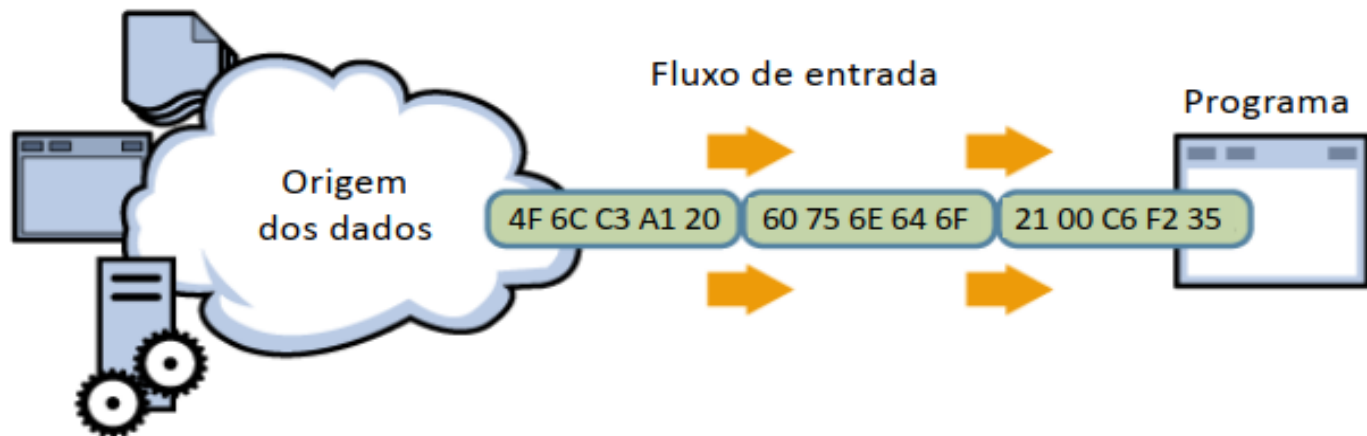 Fluxo de entrada
Programa
Origem
dos dados
4F 6C C3 A1 20
60 75 6E 64 6F
21 00 C6 F2 35